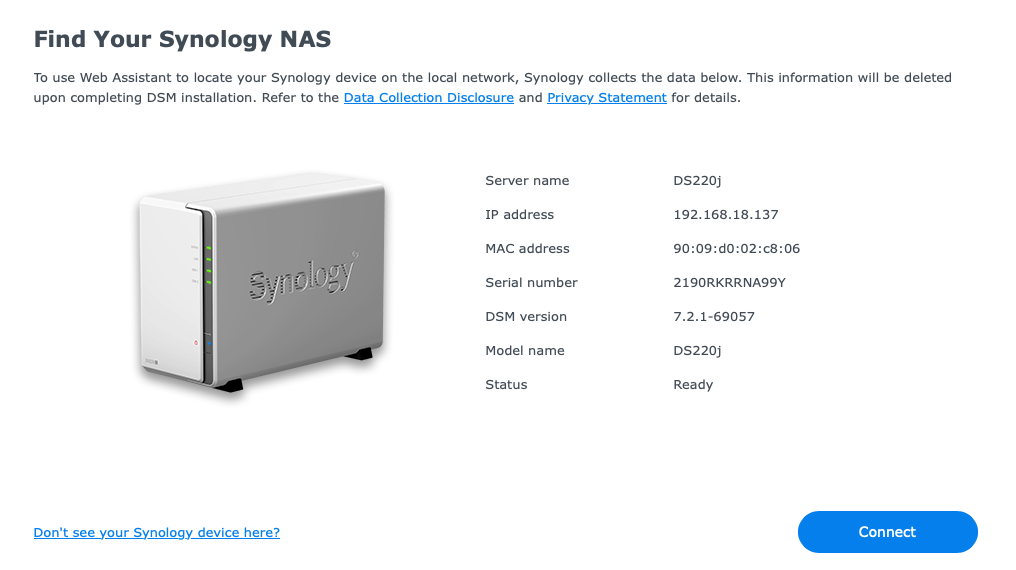 Find Your Synology NAS
To use Web Assistant to locate your Synology device on the local network, Synology collects the data below. This information will be deleted
upon completing DSM installation. Refer to the Data Collection Disclosure and Privacy Statement for details.
Server name DS220j
IP address 192.168.18.137
MAC address 90:09:d0:02:c8:06
Serial number 2190RKRRNA99Y
DSM version 7.2.1-69057
Model name DS220j
Status Ready
Synology
Don't see your Synology device here?
Connect